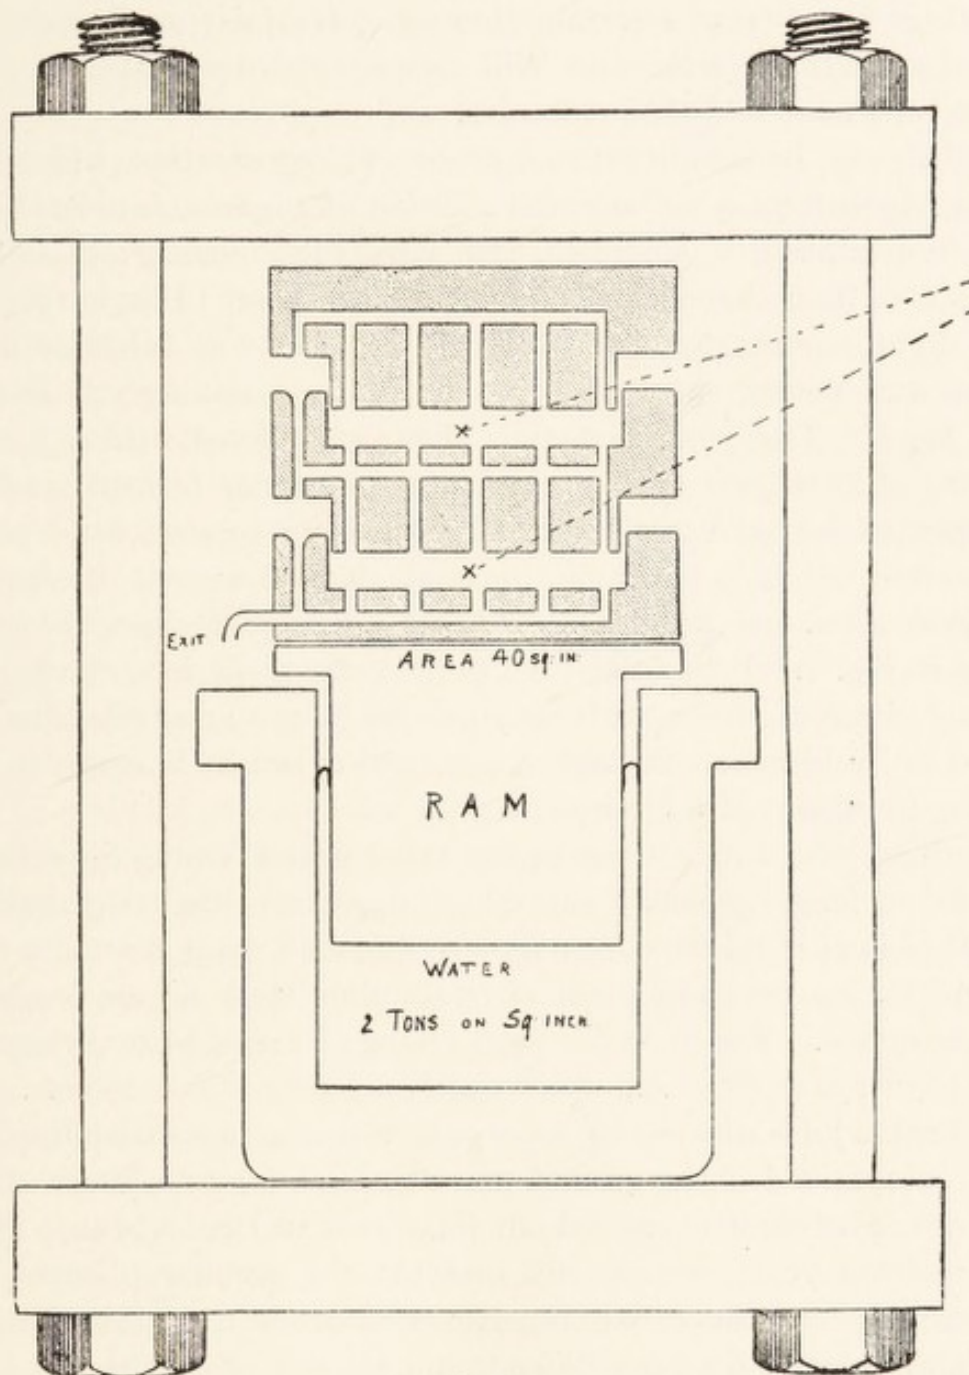 EXIT
AREA 40 Sq. IN.
RAM
WATER
2 TONS ON Sq. INCH.